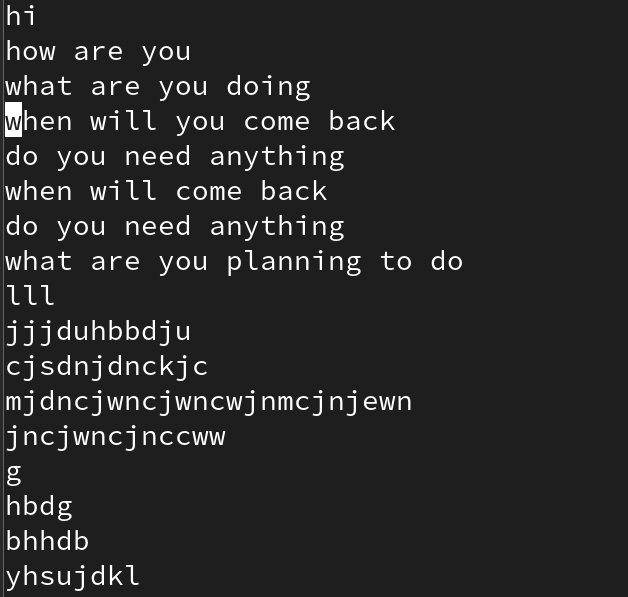 hi
how are you
what are you doing
when will you come back
do you need anything
when will come back
do you need anything
what are you planning to do
lll
jjjduhbbdju
cjsdnjdnckjc
mjdncjwncjwncwjnmcjnjewn
jncjwncjnccww
g
hbdg
bhhdb
yhsujdkl